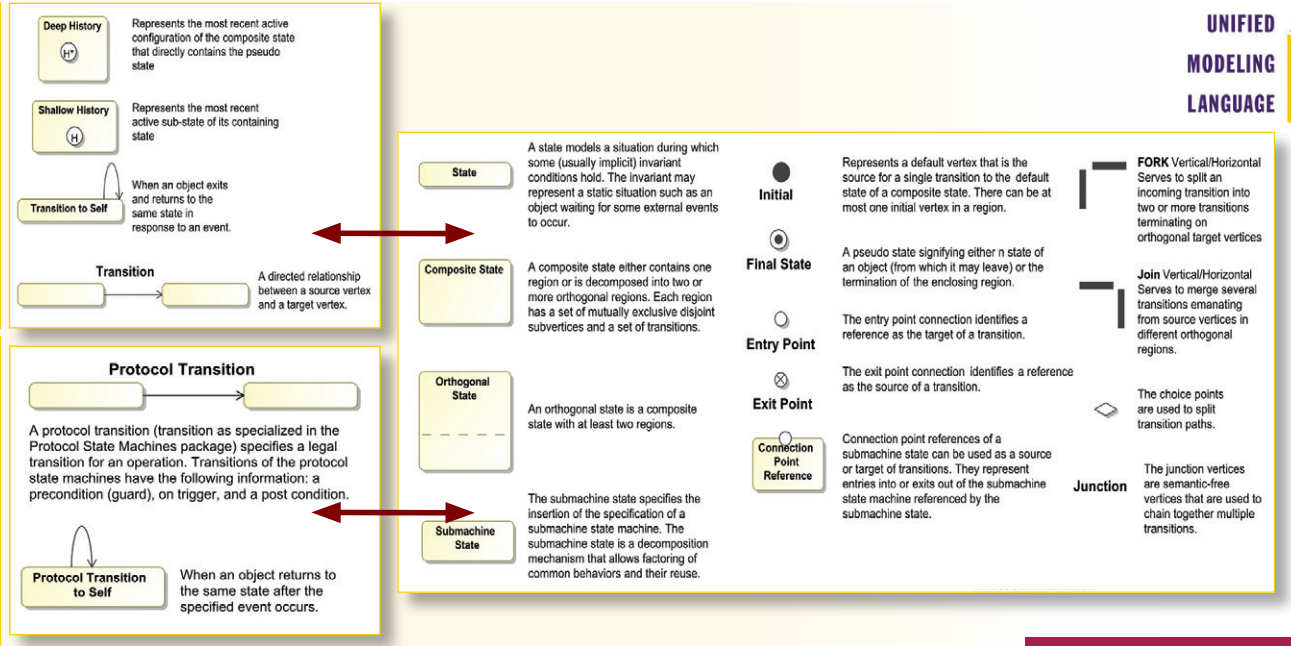 UNIFIED
MODELING
LANGUAGE
Deep History
H*
Represents the most recent active
configuration of the composite state
that directly contains the pseudo
state
Shallow History
H
Represents the most recent
active sub-state of its containing
state
Transition to Self
When an object exits
and returns to the
same state in
response to an event.
Transition
A directed relationship
between a source vertex
and a target vertex.
Protocol Transition
A protocol transition (transition as specialized in the
Protocol State Machines package) specifies a legal
transition for an operation. Transitions of the protocol
state machines have the following information: a
precondition (guard), on trigger, and a post condition.
Protocol Transition
to Self
When an object returns to
the same state after the
specified event occurs.
State
A state models a situation during which
some (usually implicit) invariant
conditions hold. The invariant may
represent a static situation such as an
object waiting for some external events
to occur.
Composite State
A composite state either contains one
region or is decomposed into two or
more orthogonal regions. Each region
has a set of mutually exclusive disjoint
subvertices and a set of transitions.
Orthogonal
State
An orthogonal state is a composite
state with at least two regions.
Submachine
State
The submachine state specifies the
insertion of the specification of a
submachine state machine. The
submachine state is a decomposition
mechanism that allows factoring of
common behaviors and their reuse.
Initial
Represents a default vertex that is the
source for a single transition to the default
state of a composite state. There can be at
most one initial vertex in a region.
Final State
A pseudo state signifying either n state of
an object (from which it may leave) or the
termination of the enclosing region.
Entry Point
The entry point connection identifies a
reference as the target of a transition.
Exit Point
The exit point connection identifies a reference
as the source of a transition.
Connection
Point
Reference
Connection point references of a
submachine state can be used as a source
or target of transitions. They represent
entries into or exits out of the submachine
state machine referenced by the
submachine state.
FORK Vertical/Horizontal
Serves to split an
incoming transition into
two or more transitions
terminating on
orthogonal target vertices
Join Vertical/Horizontal
Serves to merge several
transitions emanating
from source vertices in
different orthogonal
regions.
The choice points
are used to split
transition paths.
Junction
The junction vertices
are semantic-free
vertices that are used to
chain together multiple
transitions.